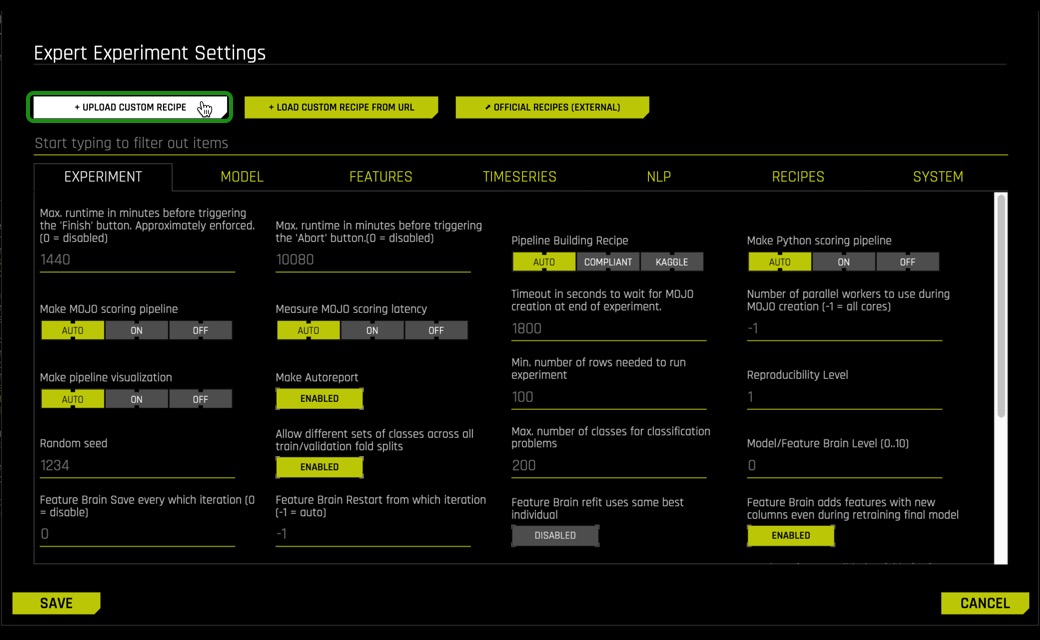 Expert Experiment Settings
+ UPLOAD CUSTOM RECIPE
+ LOAD CUSTOM RECIPE FROM URL
OFFICIAL RECIPES (EXTERNAL)
Start typing to filter out items
EXPERIMENT MODEL FEATURES TIMESERIES NLP RECIPES SYSTEM
Max. runtime in minutes before triggering
the 'Finish' button. Approximately enforced.
(0 = disabled)
1440
Max. runtime in minutes before triggering
the 'Abort' button.(0 = disabled)
10080
Pipeline Building Recipe
AUTO COMPLIANT KAGGLE
Make Python scoring pipeline
AUTO ON OFF
Make MOJO scoring pipeline
AUTO ON OFF
Measure MOJO scoring latency
AUTO ON OFF
Timeout in seconds to wait for MOJO
creation at end of experiment.
1800
Number of parallel workers to use during
MOJO creation (-1 = all cores)
-1
Make pipeline visualization
AUTO ON OFF
Make Autoreport
ENABLED
Min. number of rows needed to run
experiment
100
Reproducibility Level
1
Random seed
1234
Allow different sets of classes across all
train/validation fold splits
ENABLED
Max. number of classes for classification
problems
200
Model/Feature Brain Level (0..10)
0
Feature Brain Save every which iteration (0
= disable)
0
Feature Brain Restart from which iteration
(-1 = auto)
-1
Feature Brain refit uses same best
individual
DISABLED
Feature Brain adds features with new
columns even during retraining final model
ENABLED
SAVE
CANCEL